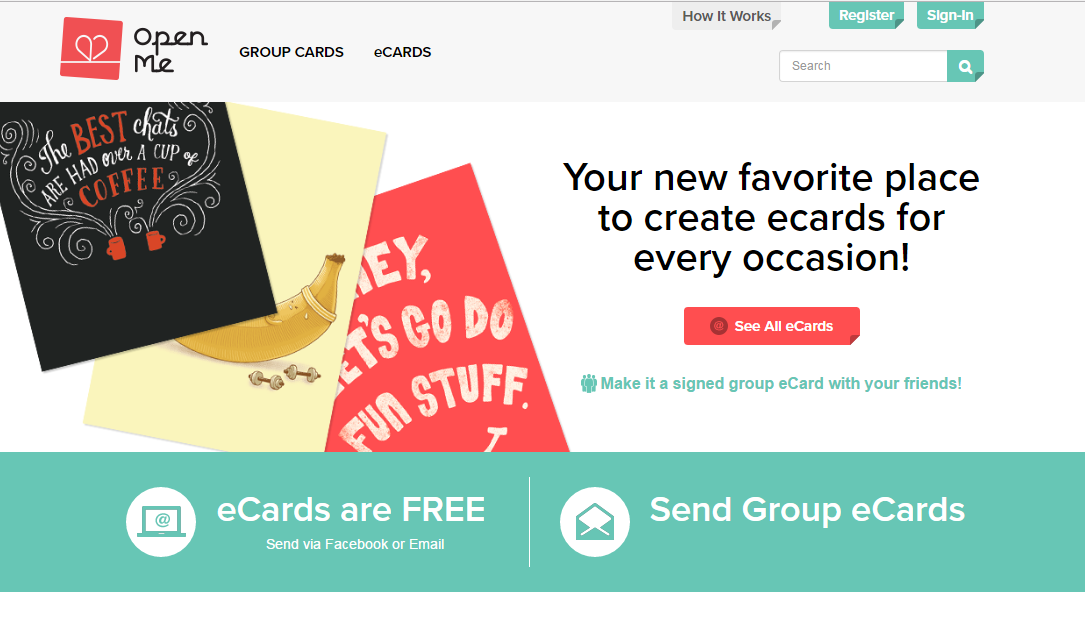 How It Works
Register
Sign-In
Open
Me
GROUP CARDS
eCARDS
Search
The BEST chats
ARE HAD over A CUP of
COFFEE
HEY,
LET'S GO DO
FUN STUFF.
Your new favorite place
to create ecards for
every occasion!
@ See All eCards
Make it a signed group eCard with your friends!
@
eCards are FREE
Send via Facebook or Email
Send Group eCards